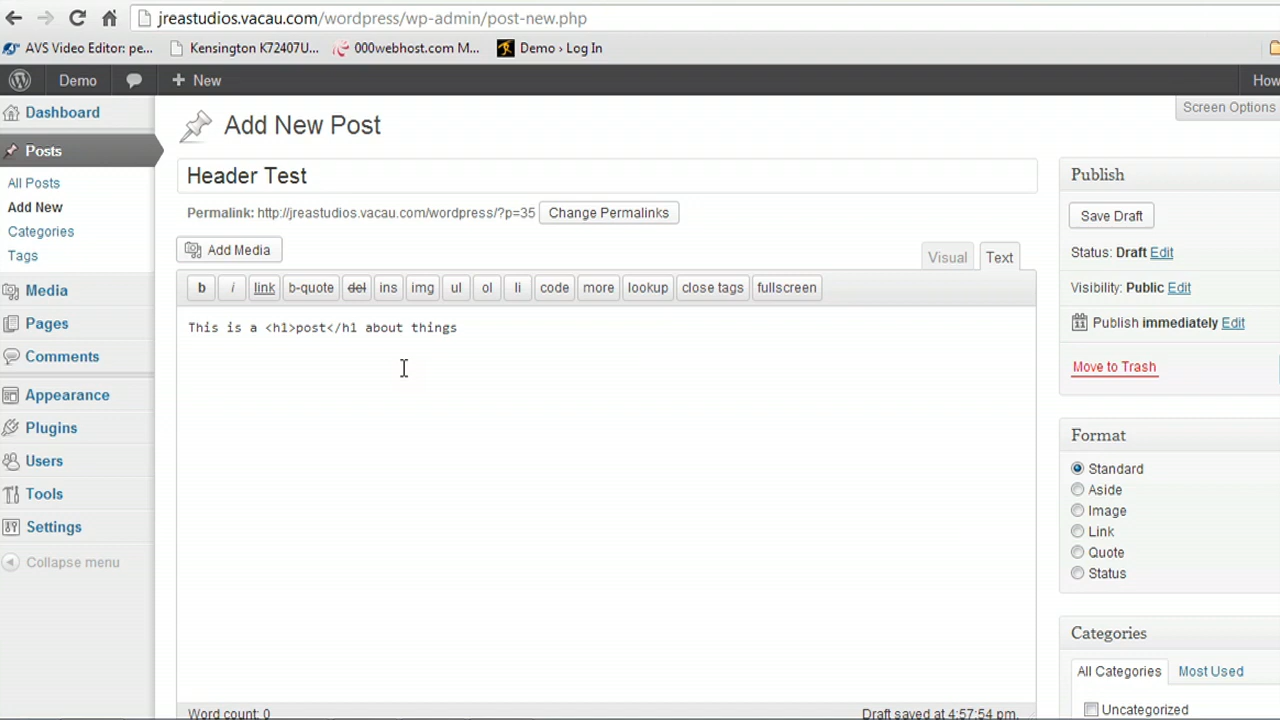 jreastudios.vacau.com/wordpress/wp-admin/post-new.php
AVS Video Editor: pe... Kensington K72407U... 000webhost.com M... Demo › Log In
Demo + New How
Dashboard
Posts
All Posts
Add New
Categories
Tags
Media
Pages
Comments
Appearance
Plugins
Users
Tools
Settings
Collapse menu
Screen Options
Add New Post
Header Test
Permalink: http://jreastudios.vacau.com/wordpress/?p=35 Change Permalinks
Add Media
Visual Text
b i link b-quote del ins img ul ol li code more lookup close tags fullscreen
This is a <h1>post</h1 about things
Word count: 0 Draft saved at 4:57:54 pm.
Publish
Save Draft
Status: Draft Edit
Visibility: Public Edit
Publish immediately Edit
Move to Trash
Format
Standard
Aside
Image
Link
Quote
Status
Categories
All Categories Most Used
Uncategorized